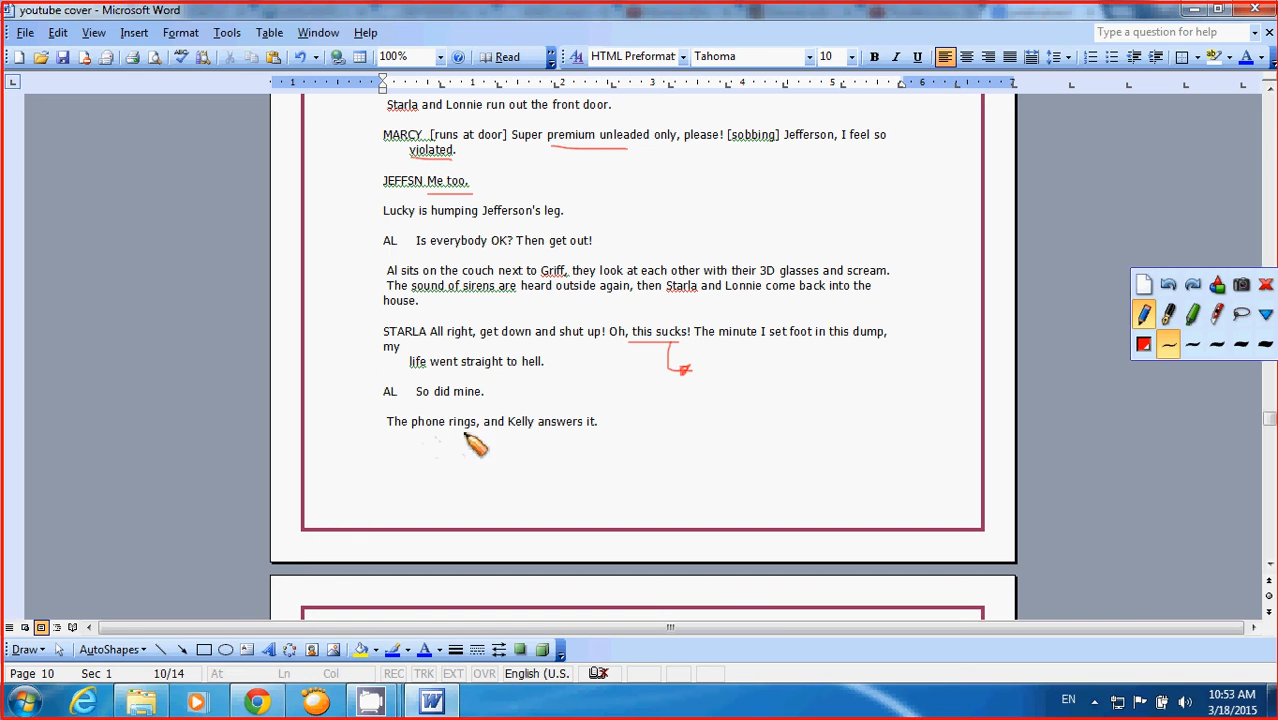 youtube cover - Microsoft Word
File Edit View Insert Format Tools Table Window Help
Type a question for help
100% Read HTML Preformat Tahoma 10 B I U
1 1 2 3 4 5 6 7
Starla and Lonnie run out the front door.
MARCY [runs at door] Super premium unleaded only, please! [sobbing] Jefferson, I feel so
violated.
JEFFSN Me too.
Lucky is humping Jefferson's leg.
AL Is everybody OK? Then get out!
Al sits on the couch next to Griff, they look at each other with their 3D glasses and scream.
The sound of sirens are heard outside again, then Starla and Lonnie come back into the
house.
STARLA All right, get down and shut up! Oh, this sucks! The minute I set foot in this dump,
my
life went straight to hell.
AL So did mine.
The phone rings, and Kelly answers it.
Draw AutoShapes
Page 10 Sec 1 10/14 At Ln Col REC TRK EXT OVR English (U.S.
EN
10:53 AM
3/18/2015